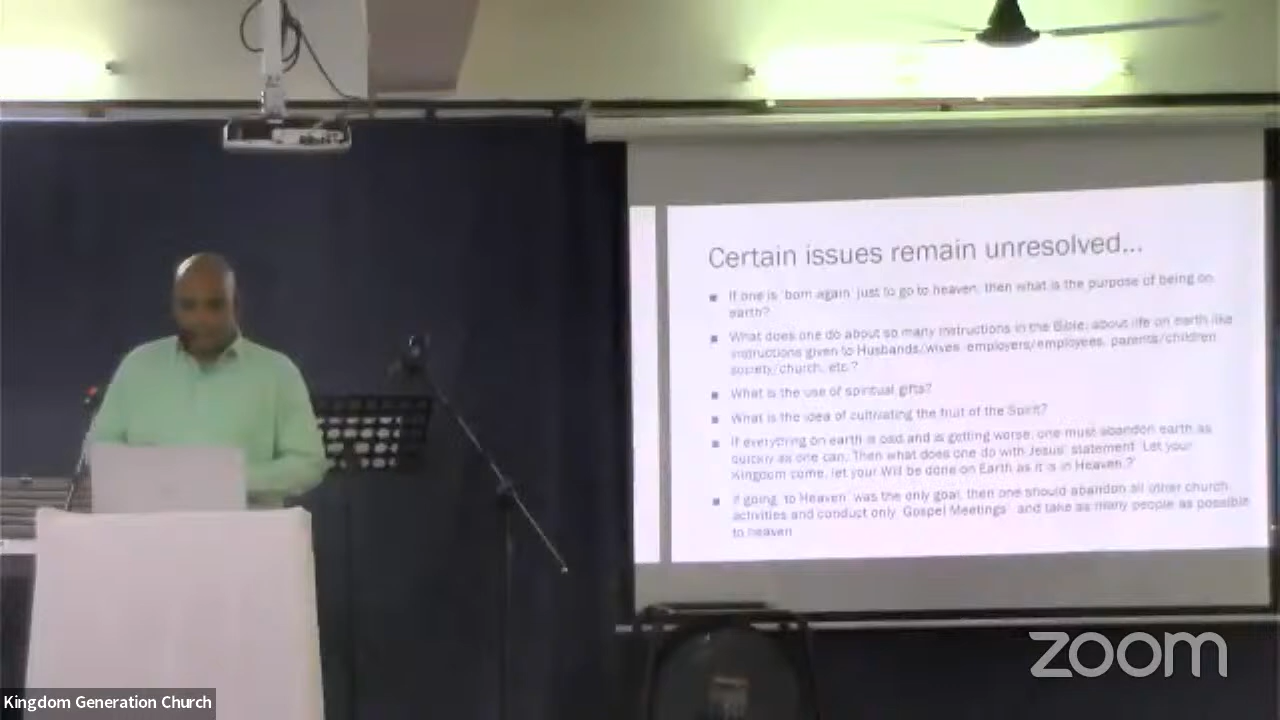 Certain issues remain unresolved...
▪ If one is 'born again' just to go to heaven, then what is the purpose of being on
earth?
▪ What does one do about so many instructions in the Bible, about life on earth like
instructions given to Husbands/wives, employers/employees, parents/children,
society/church, etc.?
▪ What is the use of spiritual gifts?
▪ What is the idea of cultivating the fruit of the Spirit?
▪ If everything on earth is bad and is getting worse, one must abandon earth as
quickly as one can. Then what does one do with Jesus' statement 'Let your
Kingdom come, let your Will be done on Earth as it is in Heaven.?'
▪ If 'going to Heaven' was the only goal, then one should abandon all other church
activities and conduct only 'Gospel Meetings' and take as many people as possible
to heaven
zoom
Kingdom Generation Church